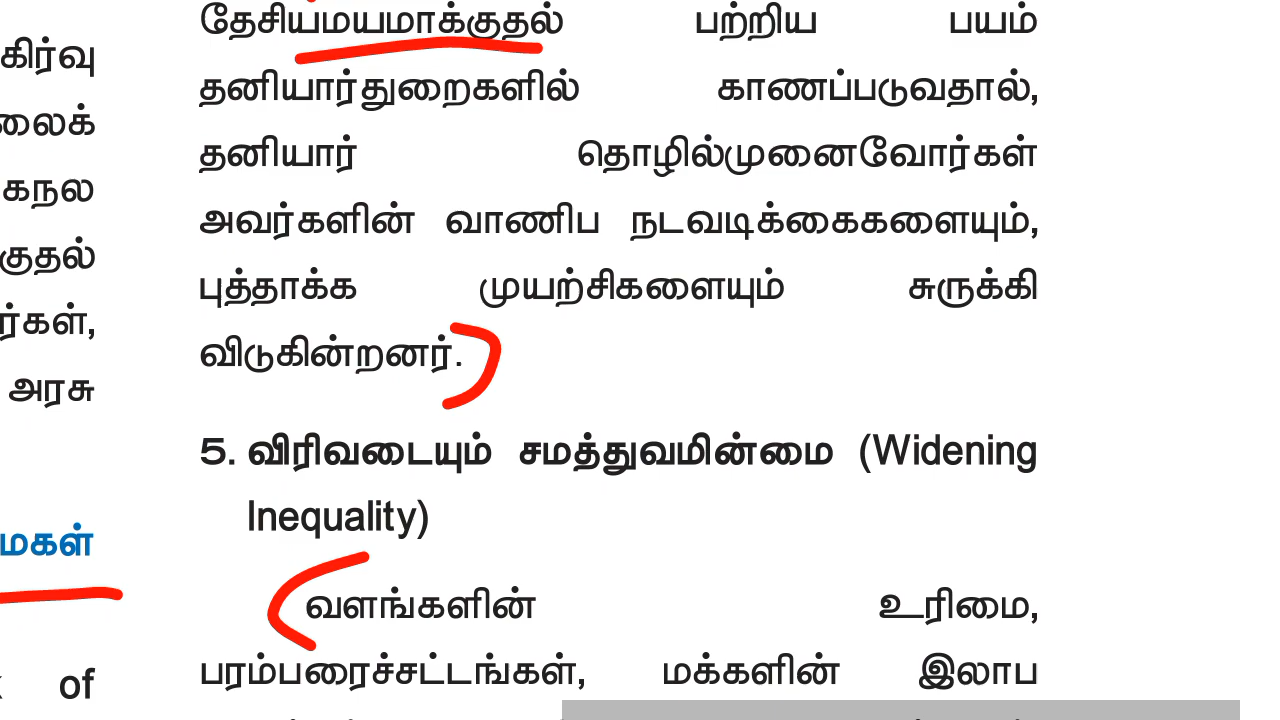 கிர்வு
லைக்
கநல
குதல்
ர்கள்,
அரசு
மகள்
of
தேசியமயமாக்குதல் பற்றிய பயம்
தனியார்துறைகளில் காணப்படுவதால்,
தனியார் தொழில்முனைவோர்கள்
அவர்களின் வாணிப நடவடிக்கைகளையும்,
புத்தாக்க முயற்சிகளையும் சுருக்கி
விடுகின்றனர்.
5. விரிவடையும் சமத்துவமின்மை (Widening
Inequality)
வளங்களின் உரிமை,
பரம்பரைச்சட்டங்கள், மக்களின் இலாப